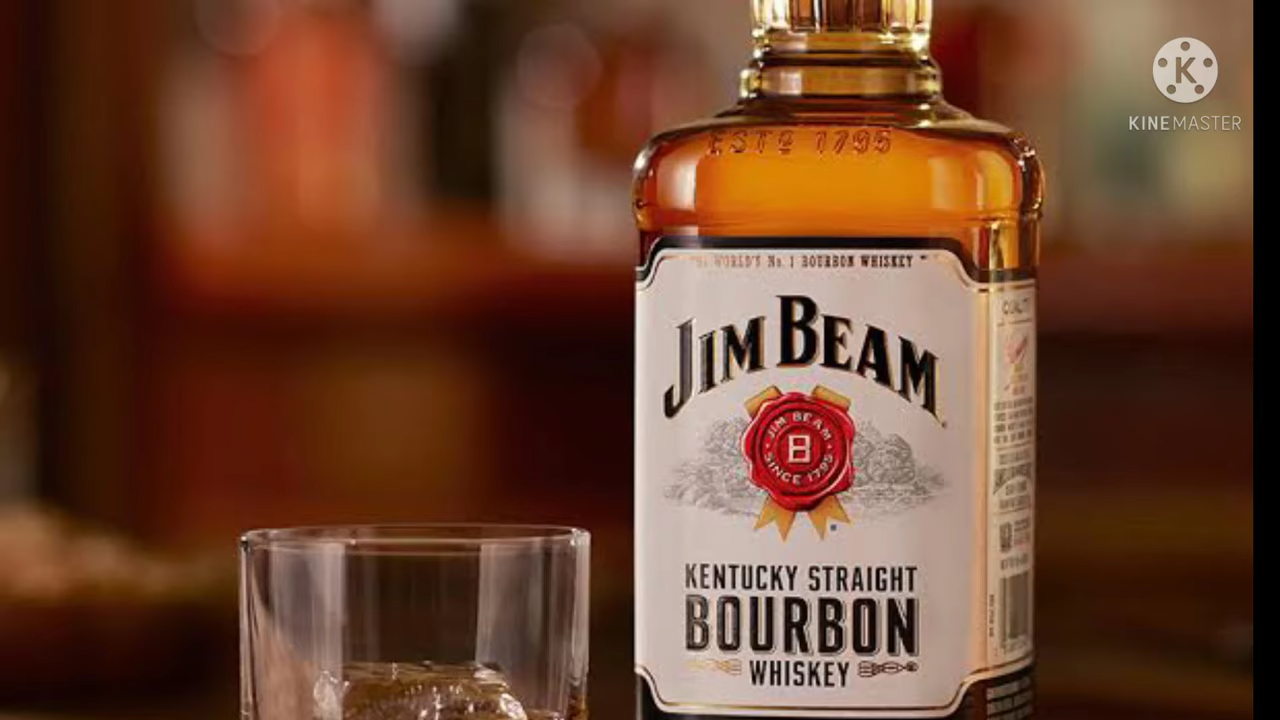 K
KINEMASTER
ESTD 1795
WORLD'S No. 1 BOURBON WHISKEY
JIM BEAM
JIM BEAM
B
SINCE 1795
KENTUCKY STRAIGHT
BOURBON
WHISKEY